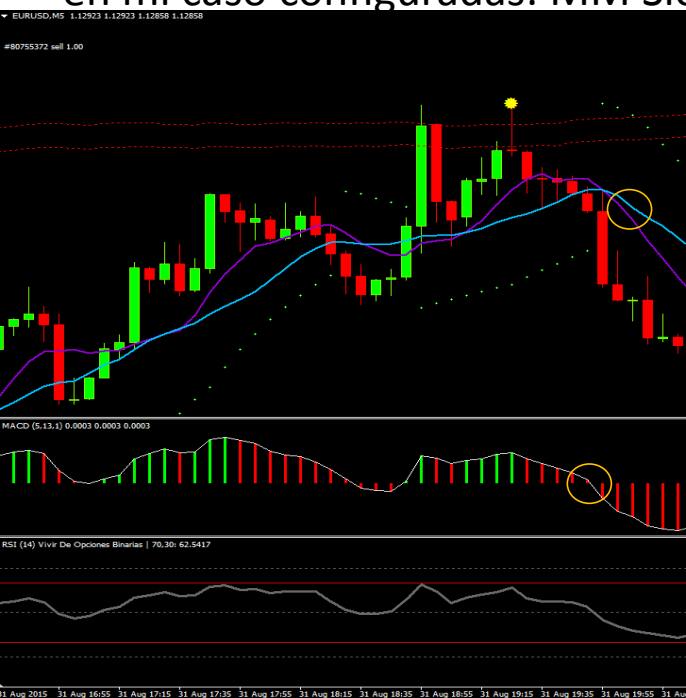 en mi caso configuradas. MMT Sid
EURUSD,M5 1.12923 1.12923 1.12858 1.12858
#80755372 sell 1.00
MACD (5,13,1) 0.0003 0.0003 0.0003
RSI (14) Vivir De Opciones Binarias | 70,30: 62.5417
31 Aug 2015 31 Aug 16:55 31 Aug 17:15 31 Aug 17:35 31 Aug 17:55 31 Aug 18:15 31 Aug 18:35 31 Aug 18:55 31 Aug 19:15 31 Aug 19:35 31 Aug 19:55 31 Au